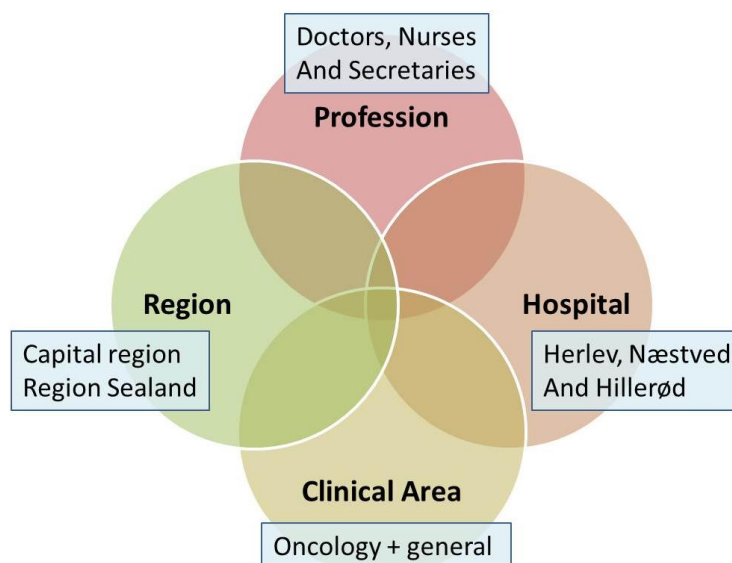 Doctors, Nurses
And Secretaries
Profession
Region
Hospital
Capital region
Region Sealand
Herlev, Næstved
And Hillerød
Clinical Area
Oncology + general